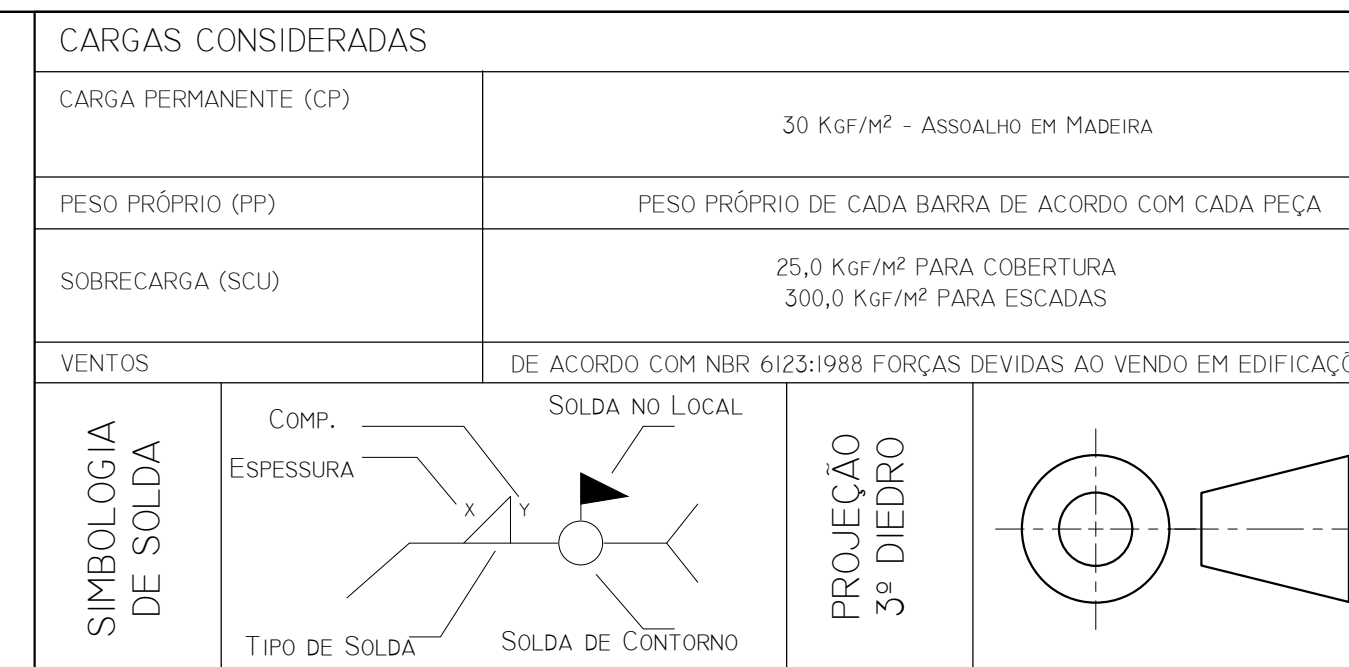 CARGAS CONSIDERADAS
CARGA PERMANENTE (CP)
30 KGF/M² - ASSOALHO EM MADEIRA
PESO PRÓPRIO (PP)
PESO PRÓPRIO DE CADA BARRA DE ACORDO COM CADA PEÇA
SOBRECARGA (SCU)
25,0 KGF/M² PARA COBERTURA
300,0 KGF/M² PARA ESCADAS
VENTOS
DE ACORDO COM NBR 6123:1988 FORÇAS DEVIDAS AO VENDO EM EDIFICAÇÕ
SIMBOLOGIA
DE SOLDA
COMP.
SOLDA NO LOCAL
ESPESSURA
X
Y
TIPO DE SOLDA
SOLDA DE CONTORNO
PROJEÇÃO
3º DIEDRO